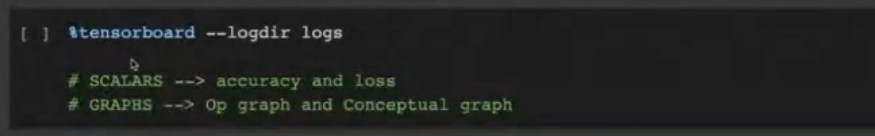 [ ] %tensorboard --logdir logs
# SCALARS --> accuracy and loss
# GRAPHS --> Op graph and Conceptual graph